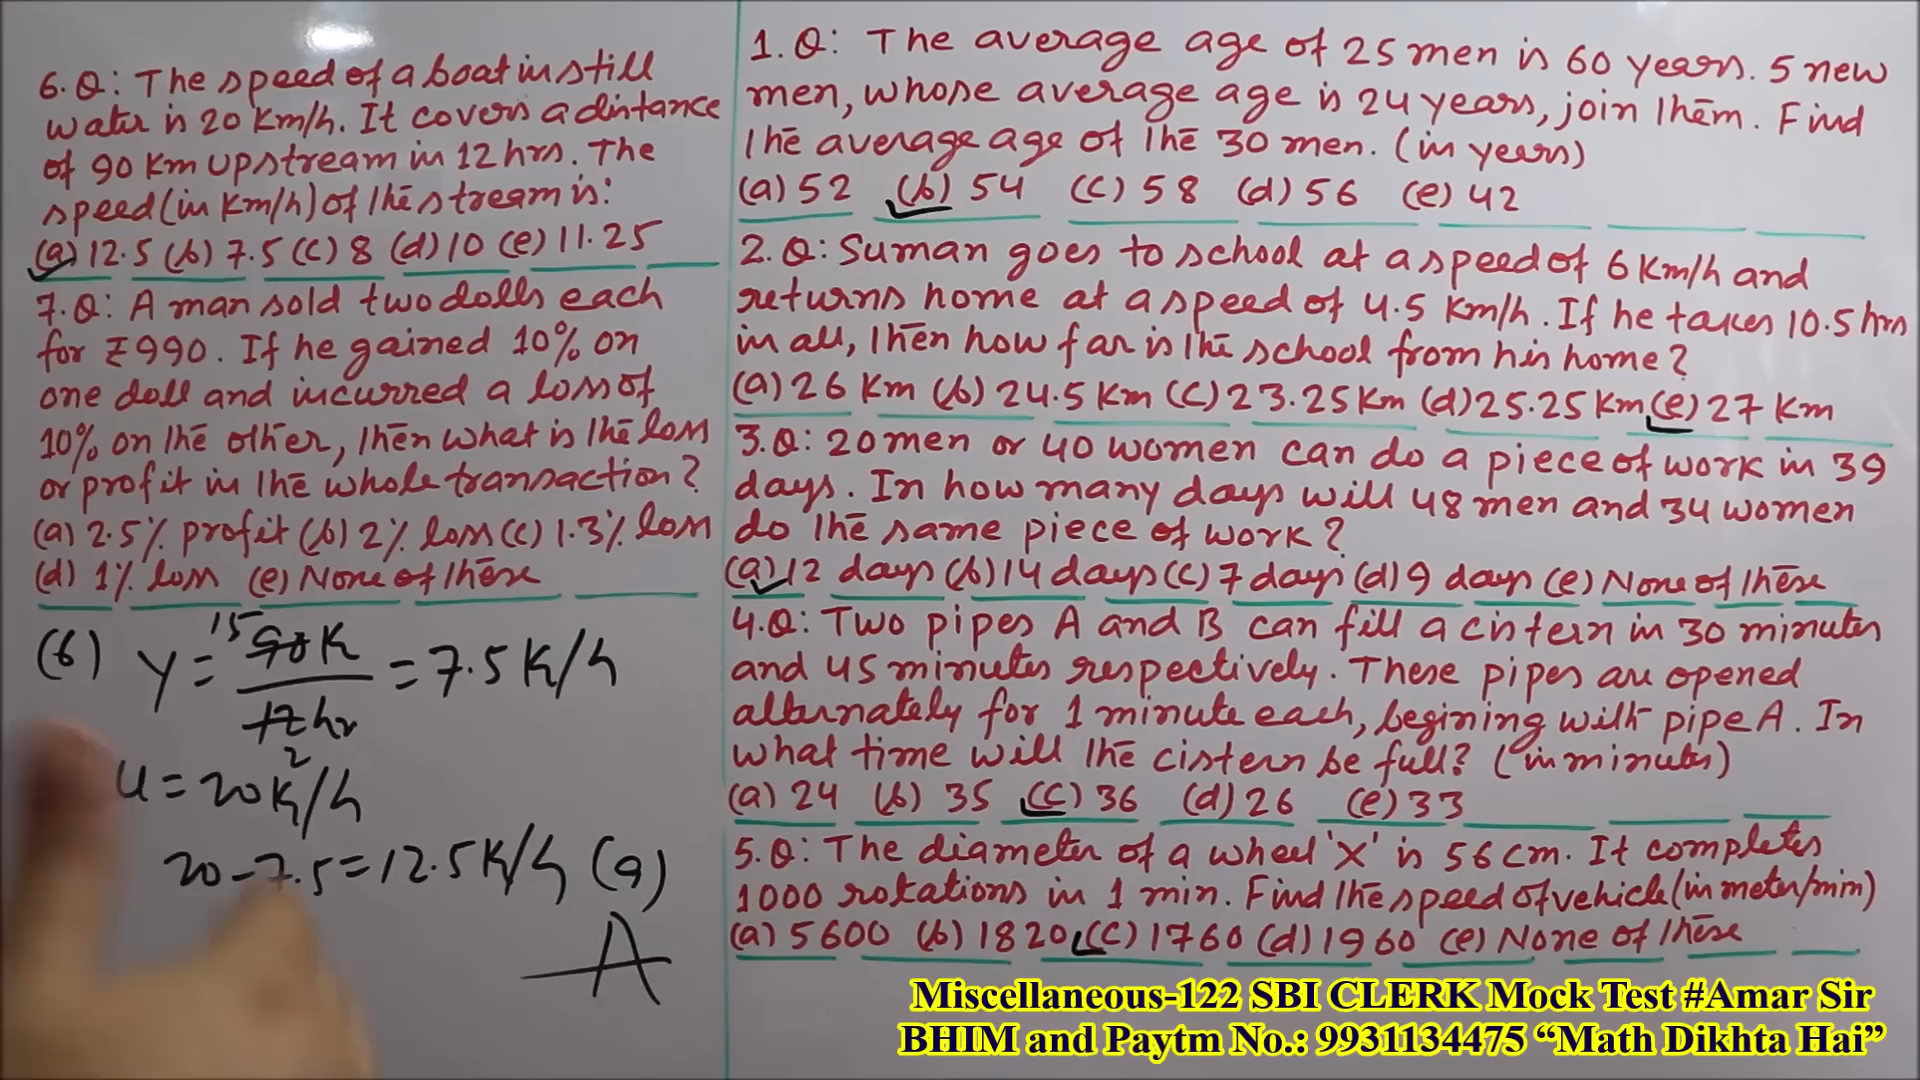 6.Q: The speed of a boat in still
water is 20 Km/h. It covers a distance
of 90 Km upstream in 12 hrs. The
speed (in Km/h) of the stream is:
(a) 12.5 (b) 7.5 (c) 8 (d) 10 (e) 11.25
7.Q: A man sold two dolls each
for ₹990. If he gained 10% on
one doll and incurred a loss of
10% on the other, then what is the loss
or profit in the whole transaction?
(a) 2.5% profit (b) 2% loss (c) 1.3% loss
(d) 1% loss (e) None of these
(6) y = 15 90K = 7.5 K/h
12 hr
2
u = 20 K/h
20 - 7.5 = 12.5 K/h (a)
A
1.Q: The average age of 25 men is 60 years. 5 new
men, whose average age is 24 years, join them. Find
the average age of the 30 men. (in years)
(a) 52 (b) 54 (c) 58 (d) 56 (e) 42
2.Q: Suman goes to school at a speed of 6 Km/h and
returns home at a speed of 4.5 Km/h. If he takes 10.5 hrs
in all, then how far is the school from his home?
(a) 26 Km (b) 24.5 Km (c) 23.25 Km (d) 25.25 Km (e) 27 Km
3.Q: 20 men or 40 women can do a piece of work in 39
days. In how many days will 48 men and 34 women
do the same piece of work?
(a) 12 days (b) 14 days (c) 7 days (d) 9 days (e) None of these
4.Q: Two pipes A and B can fill a cistern in 30 minutes
and 45 minutes respectively. These pipes are opened
alternately for 1 minute each, begining with pipe A. In
what time will the cistern be full? (in minutes)
(a) 24 (b) 35 (c) 36 (d) 26 (e) 33
5.Q: The diameter of a wheel 'X' is 56 cm. It completes
1000 rotations in 1 min. Find the speed of vehicle (in meter/min)
(a) 5600 (b) 1820 (c) 1760 (d) 1960 (e) None of these
Miscellaneous-122 SBI CLERK Mock Test #Amar Sir
BHIM and Paytm No.: 9931134475 “Math Dikhta Hai”